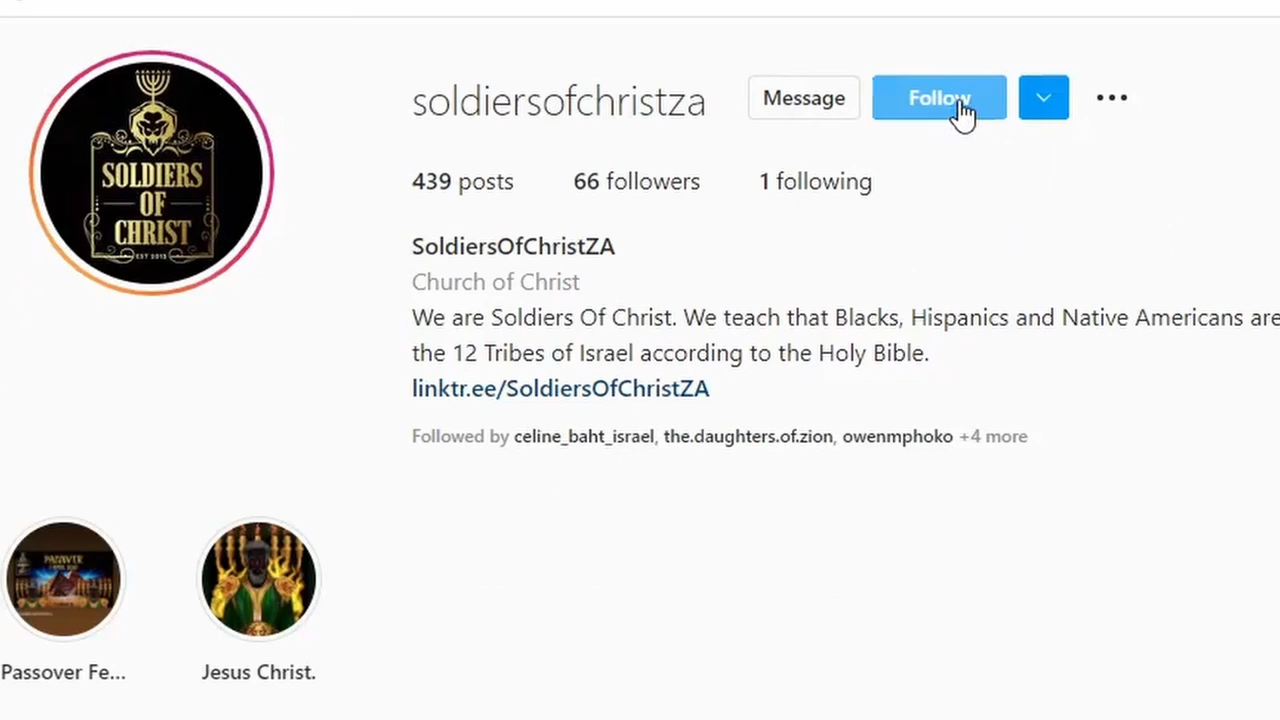 SOLDIERS
OF
CHRIST
EST 2015
soldiersofchristza
Message
Follow
439 posts
66 followers
1 following
SoldiersOfChristZA
Church of Christ
We are Soldiers Of Christ. We teach that Blacks, Hispanics and Native Americans are
the 12 Tribes of Israel according to the Holy Bible.
linktr.ee/SoldiersOfChristZA
Followed by celine_baht_israel, the.daughters.of.zion, owenmphoko +4 more
PASSOVER
Passover Fe...
Jesus Christ.